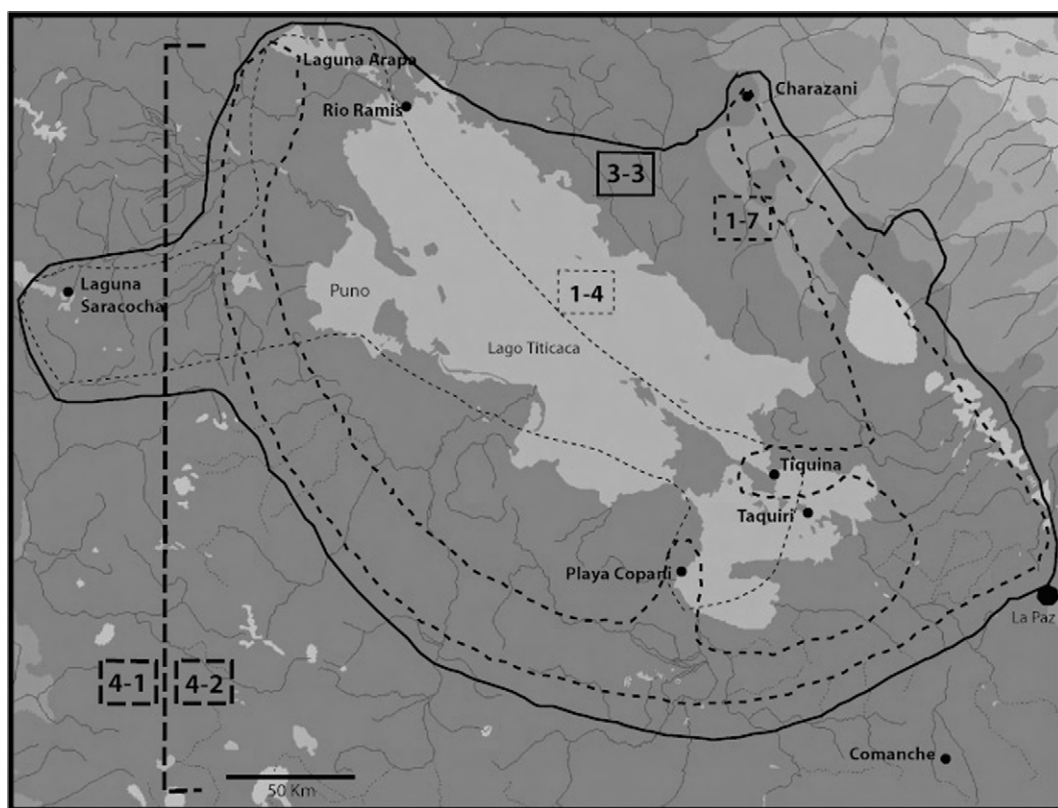 Laguna Arapa
Rio Ramis
Charazani
3-3
1-7
1-4
Laguna
Saracocha
Puno
Lago Titicaca
Tiquina
Taquiri
Playa Coparli
La Paz
4-1
4-2
Comanche
50 Km